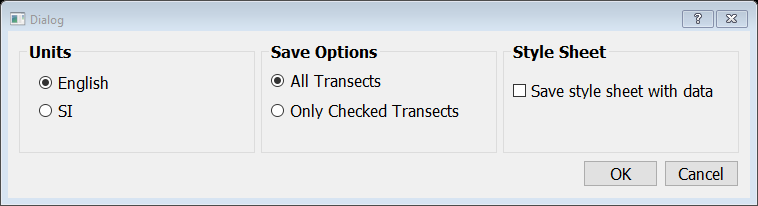 Dialog
Units
English
SI
Save Options
All Transects
Only Checked Transects
Style Sheet
Save style sheet with data
OK
Cancel